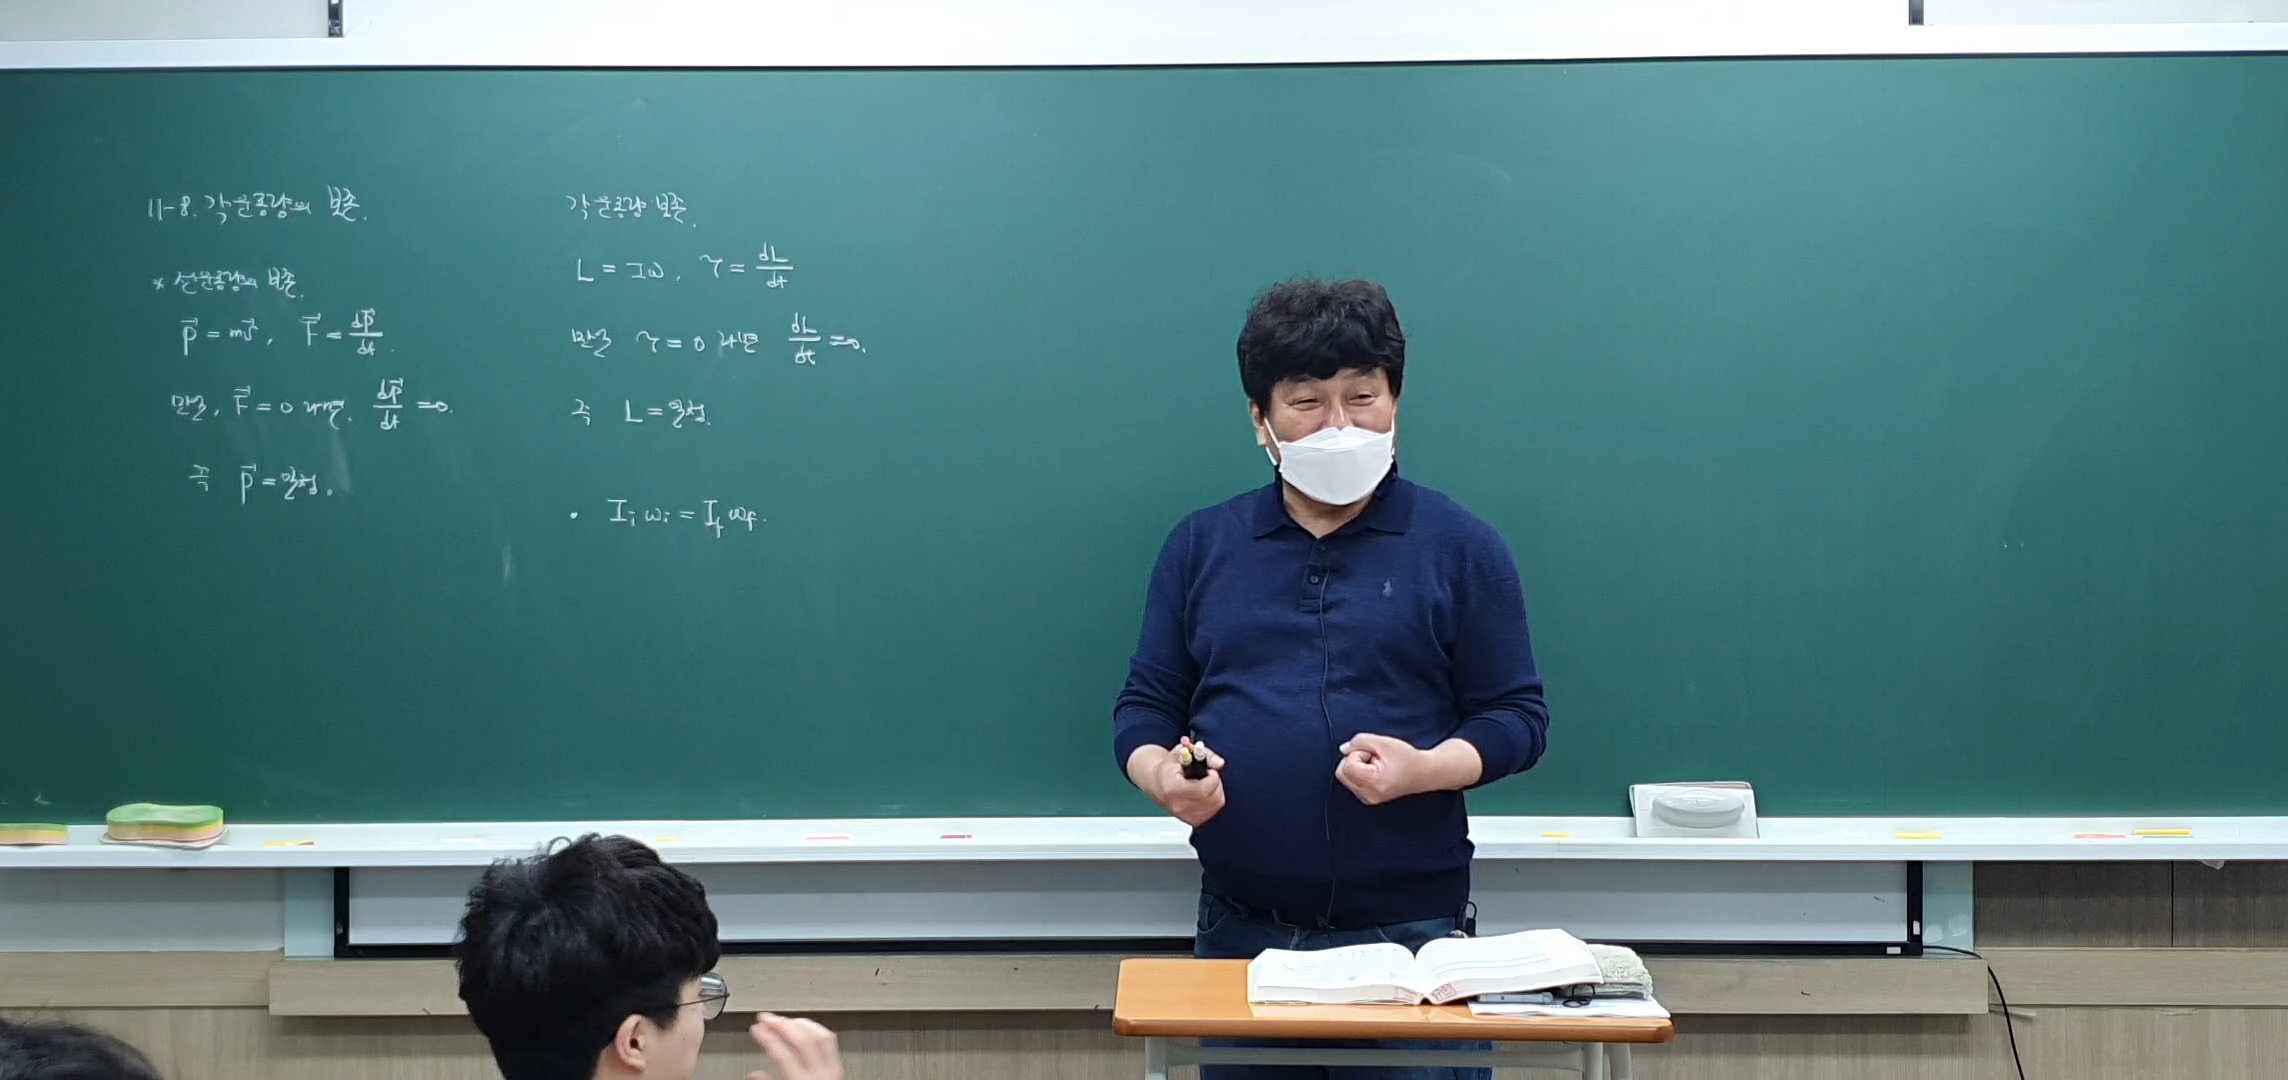 11-8. 각운동량의 보존.
* 선운동량의 보존.
p⃗ = mv⃗, F⃗ = dp⃗/dt.
만일, F⃗ = 0 라면, dp⃗/dt = 0.
즉 p⃗ = 일정.
각운동량 보존.
L = Iω, τ = dL/dt
만일 τ = 0 라면 dL/dt = 0.
즉 L = 일정.
• Iᵢ ωᵢ = I_f ω_f.